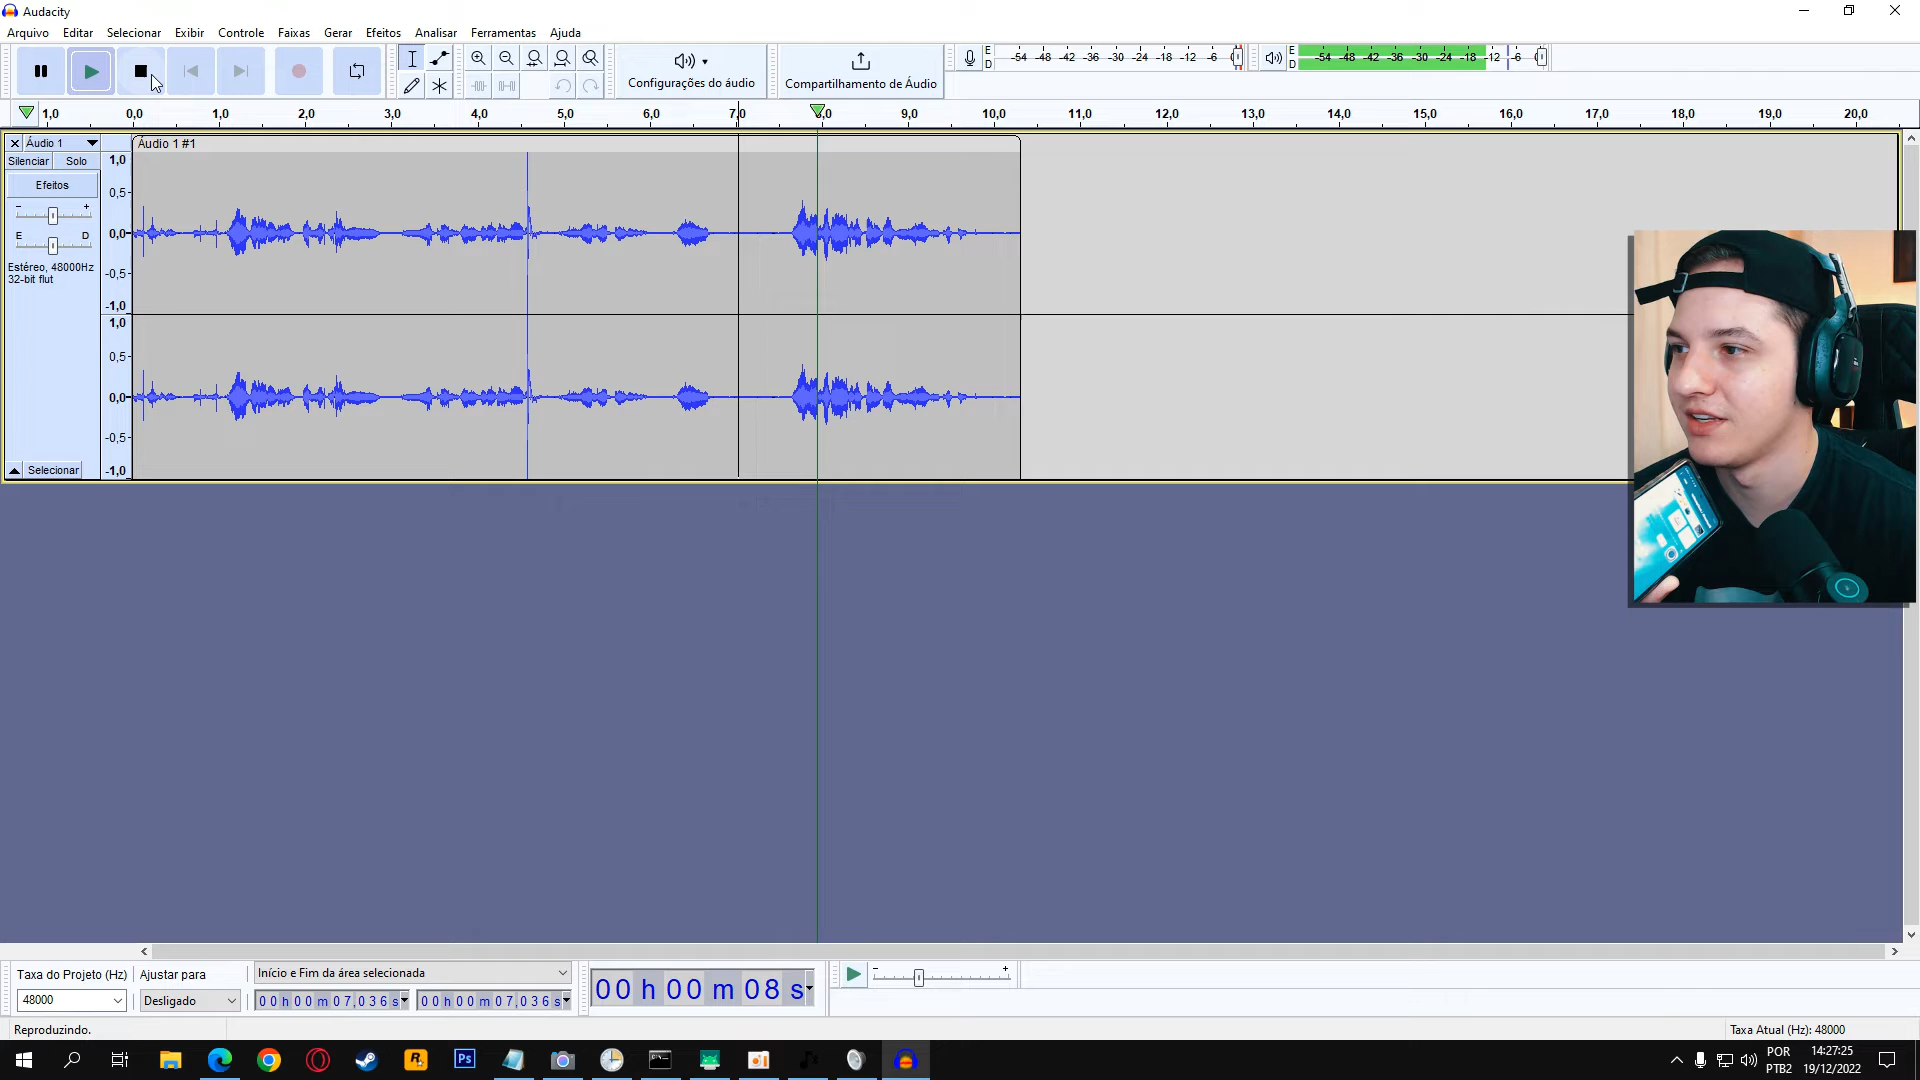 Audacity
Arquivo Editar Selecionar Exibir Controle Faixas Gerar Efeitos Analisar Ferramentas Ajuda
Configurações do áudio
Compartilhamento de Áudio
E D -54 -48 -42 -36 -30 -24 -18 -12 -6
E D -54 -48 -42 -36 -30 -24 -18 -12 -6
1,0 0,0 1,0 2,0 3,0 4,0 5,0 6,0 7,0 8,0 9,0 10,0 11,0 12,0 13,0 14,0 15,0 16,0 17,0 18,0 19,0 20,0
Áudio 1
Áudio 1 #1
Silenciar Solo
Efeitos
- +
E D
Estéreo, 48000Hz
32-bit flut
Selecionar
1,0
0,5
0,0
-0,5
-1,0
1,0
0,5
0,0
-0,5
-1,0
Taxa do Projeto (Hz)
48000
Ajustar para
Desligado
Início e Fim da área selecionada
00 h 00 m 07,036 s
00 h 00 m 07,036 s
00 h 00 m 08 s
- +
Reproduzindo.
Taxa Atual (Hz): 48000
R
Ps
POR
PTB2
14:27:25
19/12/2022